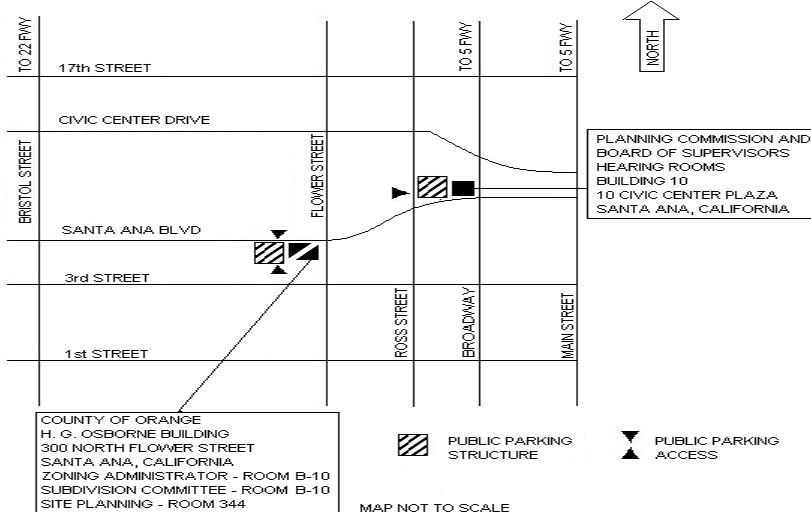 TO 22 FWY
TO 5 FWY
TO 5 FWY
NORTH
17th STREET
CIVIC CENTER DRIVE
BRISTOL STREET
FLOWER STREET
PLANNING COMMISSION AND
BOARD OF SUPERVISORS
HEARING ROOMS
BUILDING 10
10 CIVIC CENTER PLAZA
SANTA ANA, CALIFORNIA
SANTA ANA BLVD
3rd STREET
ROSS STREET
BROADWAY
MAIN STREET
1st STREET
COUNTY OF ORANGE
H. G. OSBORNE BUILDING
300 NORTH FLOWER STREET
SANTA ANA, CALIFORNIA
ZONING ADMINISTRATOR - ROOM B-10
SUBDIVISION COMMITTEE - ROOM B-10
SITE PLANNING - ROOM 344
PUBLIC PARKING
STRUCTURE
PUBLIC PARKING
ACCESS
MAP NOT TO SCALE